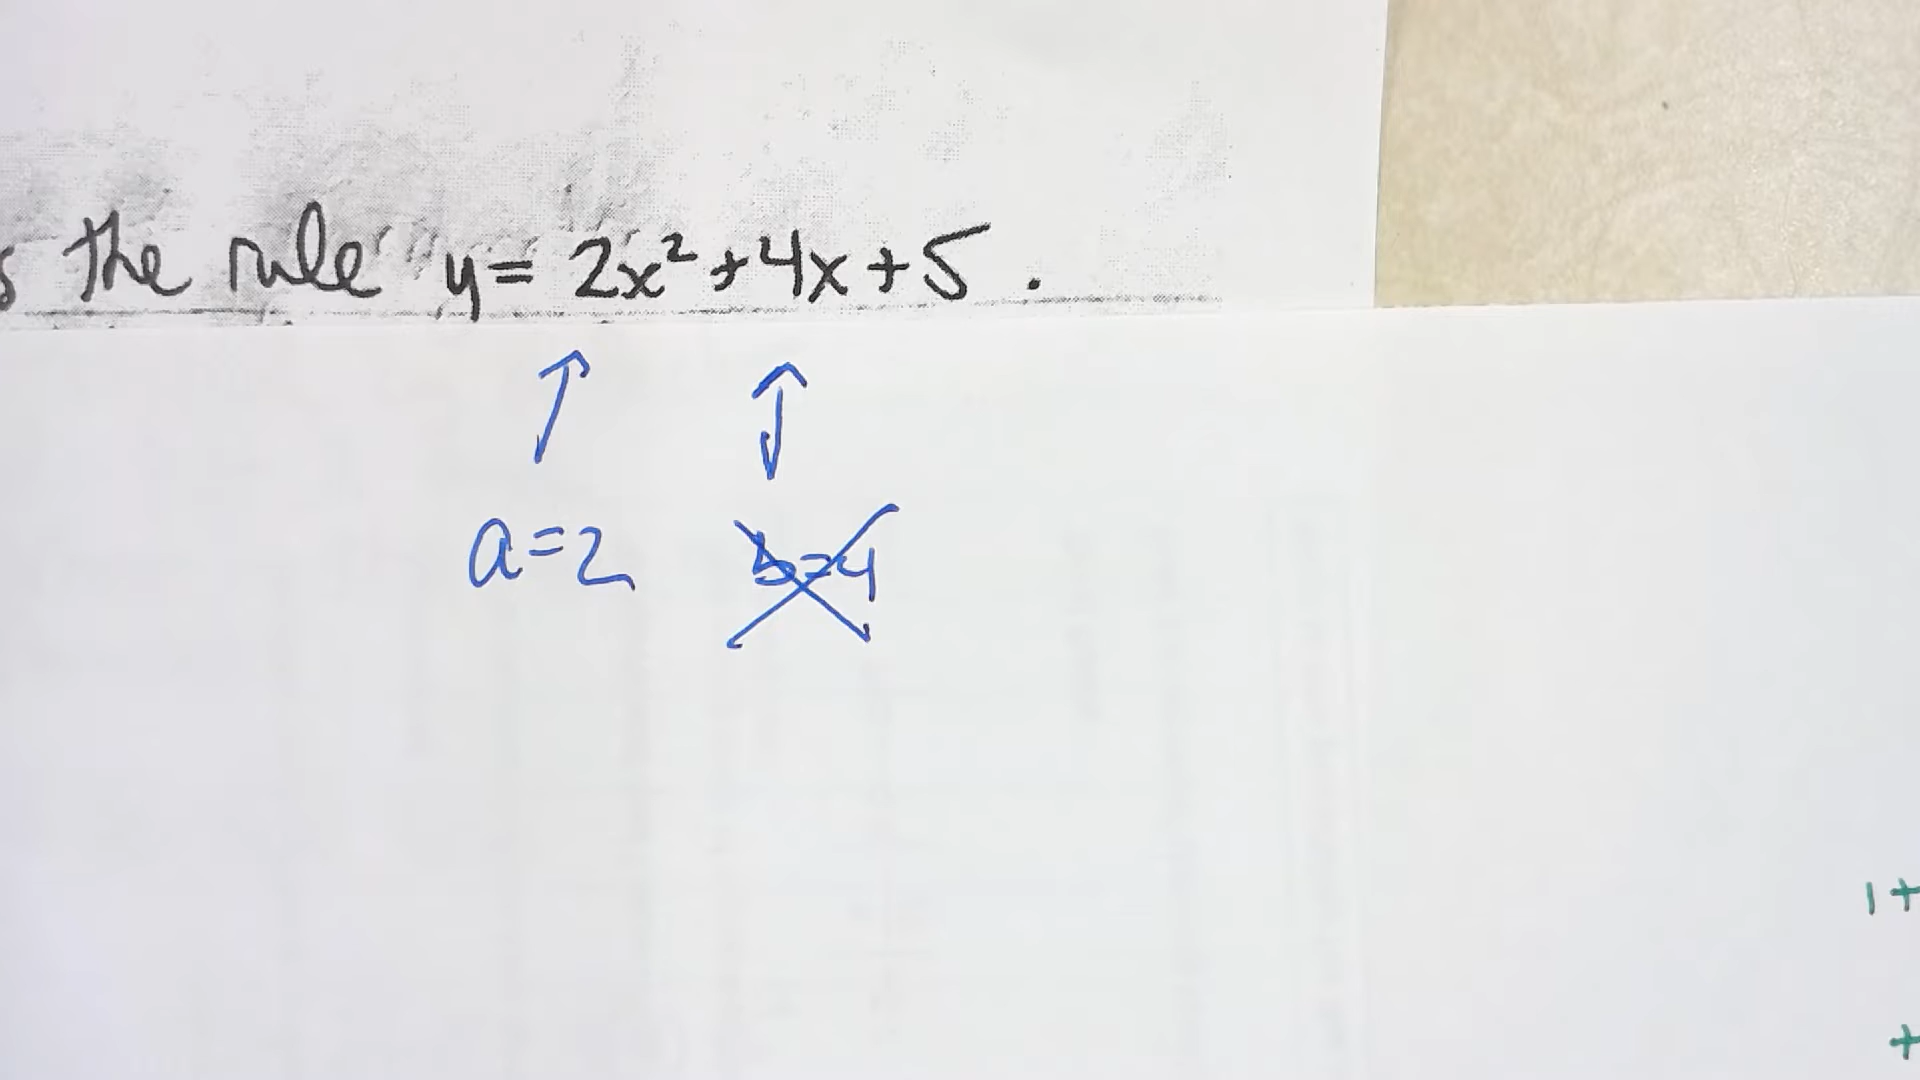 the rule y = 2x² + 4x + 5 .
a=2 b=4
1+
+